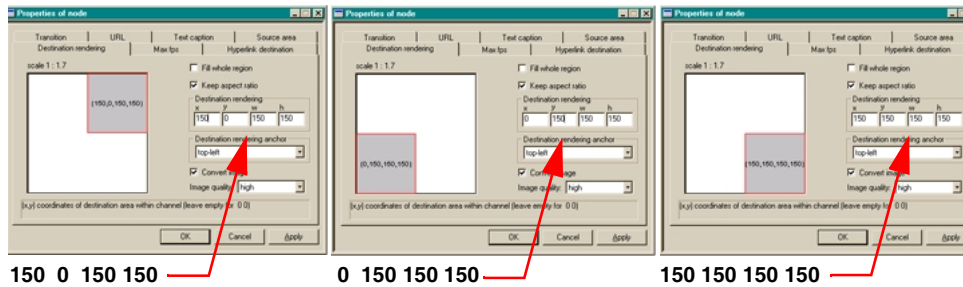 Properties of node
Transition URL Text caption Source area
Destination rendering Max fps Hyperlink destination
scale 1 : 1.7
Fill whole region
Keep aspect ratio
Destination rendering
x y w h
150 0 150 150
(150,0,150,150)
Destination rendering anchor
top-left
Convert image
Image quality: high
(x,y) coordinates of destination area within channel (leave empty for 0 0)
OK Cancel Apply
150 0 150 150
Properties of node
Transition URL Text caption Source area
Destination rendering Max fps Hyperlink destination
scale 1 : 1.7
Fill whole region
Keep aspect ratio
Destination rendering
x y w h
0 150 150 150
Destination rendering anchor
top-left
(0,150,150,150)
Convert image
Image quality: high
(x,y) coordinates of destination area within channel (leave empty for 0 0)
OK Cancel Apply
0 150 150 150
Properties of node
Transition URL Text caption Source area
Destination rendering Max fps Hyperlink destination
scale 1 : 1.7
Fill whole region
Keep aspect ratio
Destination rendering
x y w h
150 150 150 150
Destination rendering anchor
top-left
(150,150,150,150)
Convert image
Image quality: high
(x,y) coordinates of destination area within channel (leave empty for 0 0)
OK Cancel Apply
150 150 150 150